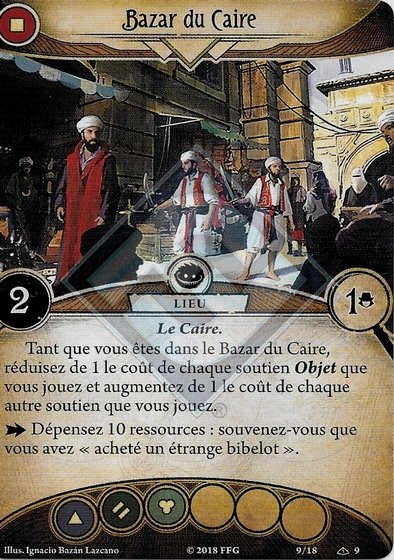 Bazar du Caire
2
1
LIEU
Le Caire.
Tant que vous êtes dans le Bazar du Caire,
réduisez de 1 le coût de chaque soutien Objet que
vous jouez et augmentez de 1 le coût de chaque
autre soutien que vous jouez.
Dépensez 10 ressources : souvenez-vous que
vous avez « acheté un étrange bibelot ».
Illus. Ignacio Bazán Lazcano © 2018 FFG 9/18 9